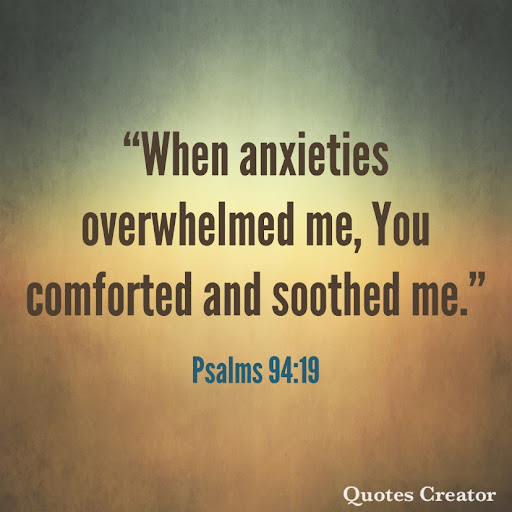 “When anxieties
overwhelmed me, You
comforted and soothed me.”
Psalms 94:19
Quotes Creator